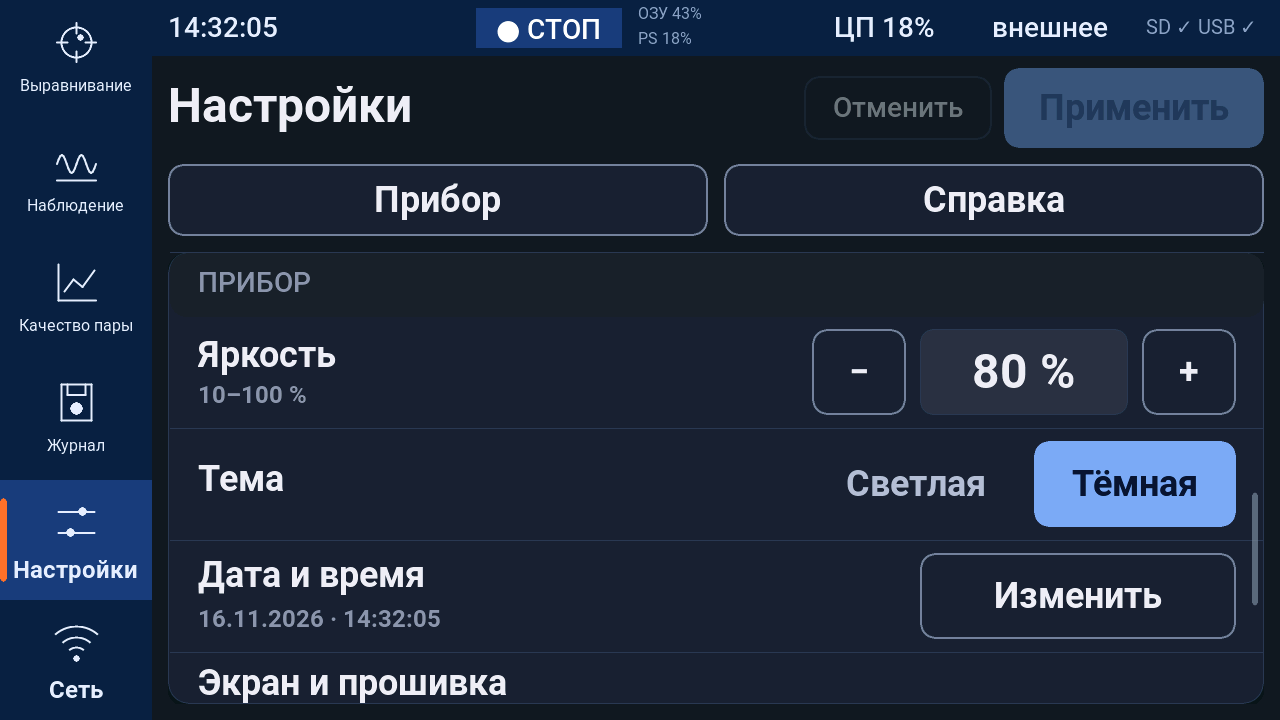 14:32:05
СТОП
ОЗУ 43%
PS 18%
ЦП 18%
внешнее
SD ✓ USB ✓
Выравнивание
Наблюдение
Качество пары
Журнал
Настройки
Сеть
Настройки
Отменить
Применить
Прибор
Справка
ПРИБОР
Яркость
10–100 %
−
80 %
+
Тема
Светлая
Тёмная
Дата и время
16.11.2026 · 14:32:05
Изменить
Экран и прошивка